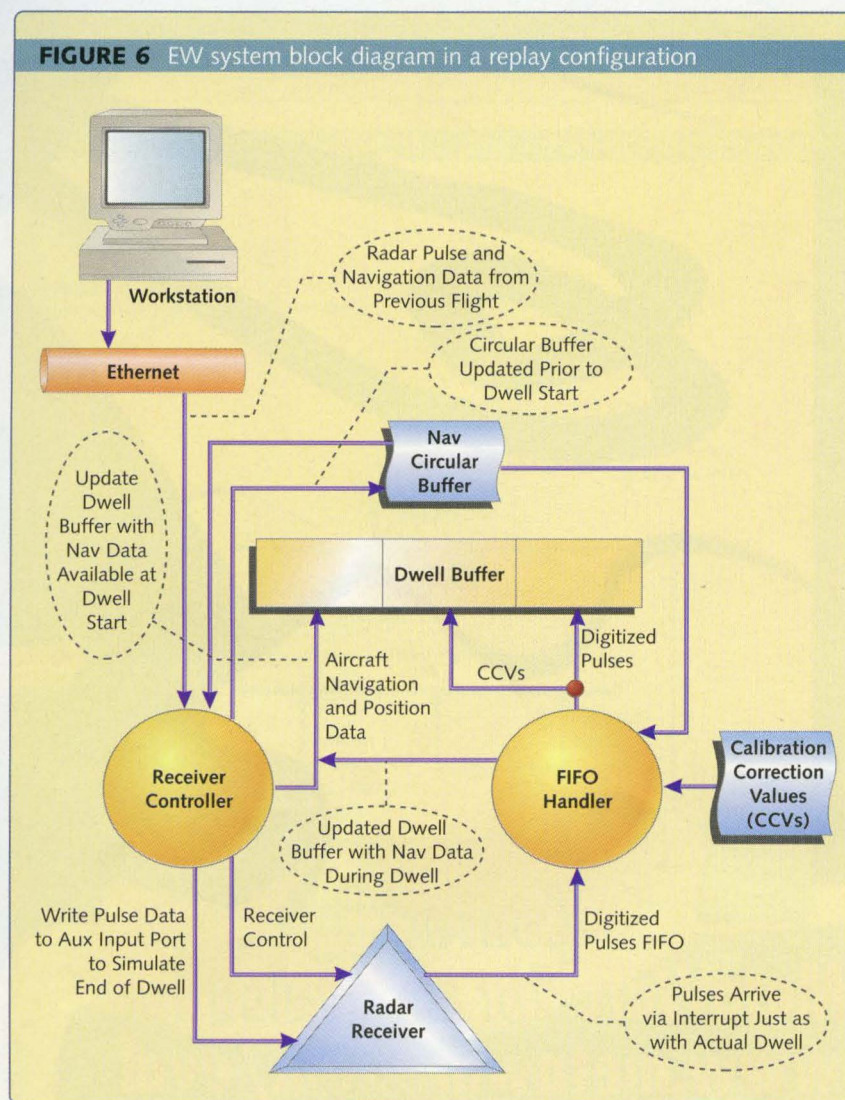 FIGURE 6 EW system block diagram in a replay configuration
Workstation
Ethernet
Radar Pulse and
Navigation Data from
Previous Flight
Circular Buffer
Updated Prior to
Dwell Start
Nav
Circular
Buffer
Update
Dwell
Buffer with
Nav Data
Available at
Dwell
Start
Dwell Buffer
Aircraft
Navigation
and Position
Data
CCVs
Digitized
Pulses
Receiver
Controller
FIFO
Handler
Calibration
Correction
Values
(CCVs)
Updated Dwell
Buffer with Nav Data
During Dwell
Write Pulse Data
to Aux Input Port
to Simulate
End of Dwell
Receiver
Control
Digitized
Pulses FIFO
Radar
Receiver
Pulses Arrive
via Interrupt Just as
with Actual Dwell